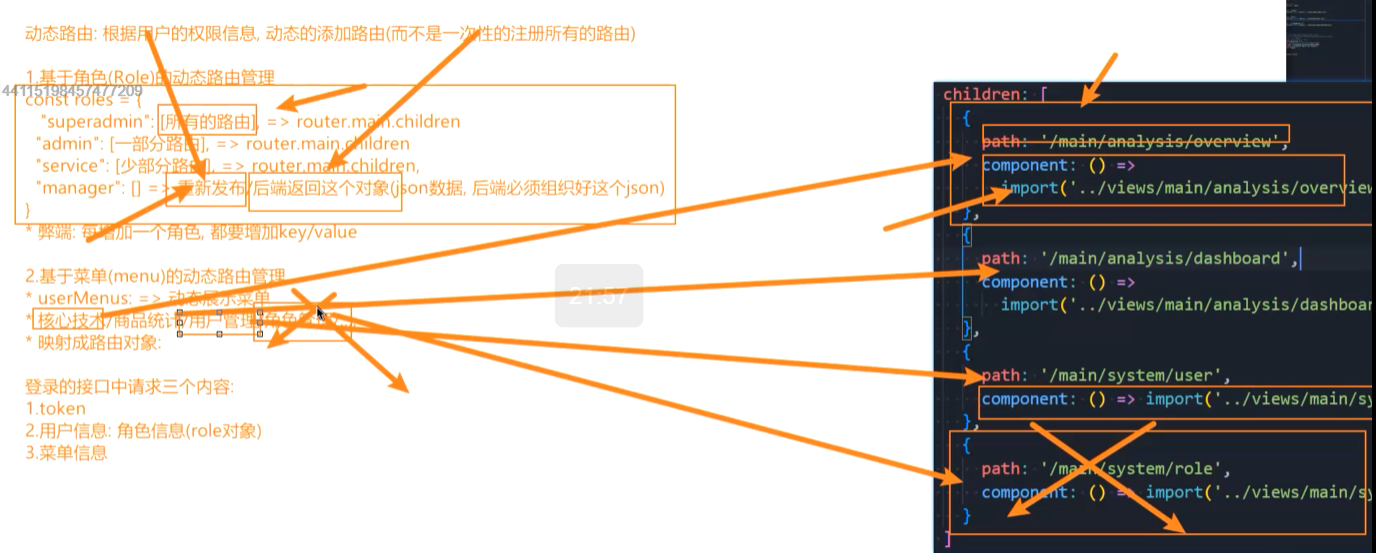 动态路由: 根据用户的权限信息, 动态的添加路由(而不是一次性的注册所有的路由)
1.基于角色(Role)的动态路由管理
44115198457477209
const roles = {
"superadmin": [所有的路由], => router.main.children
"admin": [一部分路由], => router.main.children
"service": [少部分路由], => router.main.children,
"manager": [] => 重新发布/后端返回这个对象(json数据, 后端必须组织好这个json)
}
* 弊端: 每增加一个角色, 都要增加key/value
2.基于菜单(menu)的动态路由管理
* userMenus: => 动态展示菜单
* 核心技术/商品统计/用户管理
* 映射成路由对象:
登录的接口中请求三个内容:
1.token
2.用户信息: 角色信息(role对象)
3.菜单信息
21:57
children: [
{
path: '/main/analysis/overview',
component: () =>
import('../views/main/analysis/overview
},
{
path: '/main/analysis/dashboard',
component: () =>
import('../views/main/analysis/dashboar
},
{
path: '/main/system/user',
component: () => import('../views/main/sy
},
{
path: '/main/system/role',
component: () => import('../views/main/sy
}
]